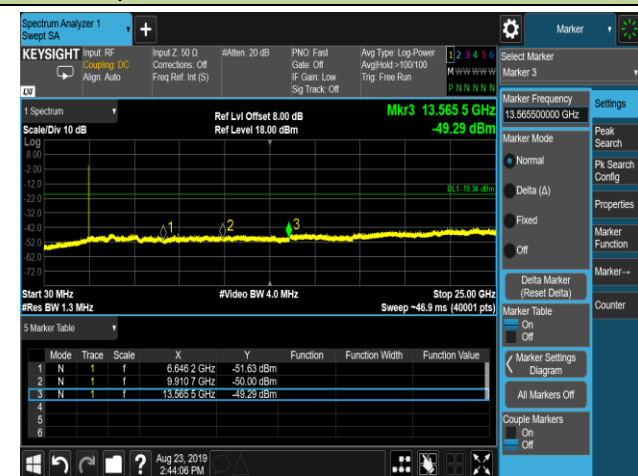 Spectrum Analyzer 1
Swept SA
+
Marker
KEYSIGHT
Input: RF
Coupling: DC
Align: Auto
Input Z: 50 Ω
Corrections: Off
Freq Ref: Int (S)
#Atten: 20 dB
PNO: Fast
Gate: Off
IF Gain: Low
Sig Track: Off
Avg Type: Log-Power
Avg|Hold:>100/100
Trig: Free Run
1 2 3 4 5 6
M W W W W W
P N N N N N
LXI
Select Marker
Marker 3
1 Spectrum
Scale/Div 10 dB
Ref Lvl Offset 8.00 dB
Ref Level 18.00 dBm
Mkr3 13.565 5 GHz
-49.29 dBm
Log
8.00
-2.00
-12.0
-22.0
-32.0
-42.0
-52.0
-62.0
-72.0
DL1 -19.34 dBm
1
2
3
Start 30 MHz
#Res BW 1.3 MHz
#Video BW 4.0 MHz
Stop 25.00 GHz
Sweep ~46.9 ms (40001 pts)
5 Marker Table
Mode Trace Scale X Y Function Function Width Function Value
1 N 1 f 6.646 2 GHz -51.63 dBm
2 N 1 f 9.910 7 GHz -50.00 dBm
3 N 1 f 13.565 5 GHz -49.29 dBm
4
5
6
Marker Frequency
13.565500000 GHz
Marker Mode
Normal
Delta (Δ)
Fixed
Off
Delta Marker
(Reset Delta)
Marker Table
On
Off
Marker Settings
Diagram
All Markers Off
Couple Markers
On
Off
Settings
Peak
Search
Pk Search
Config
Properties
Marker
Function
Marker→
Counter
?
Aug 23, 2019
2:44:06 PM